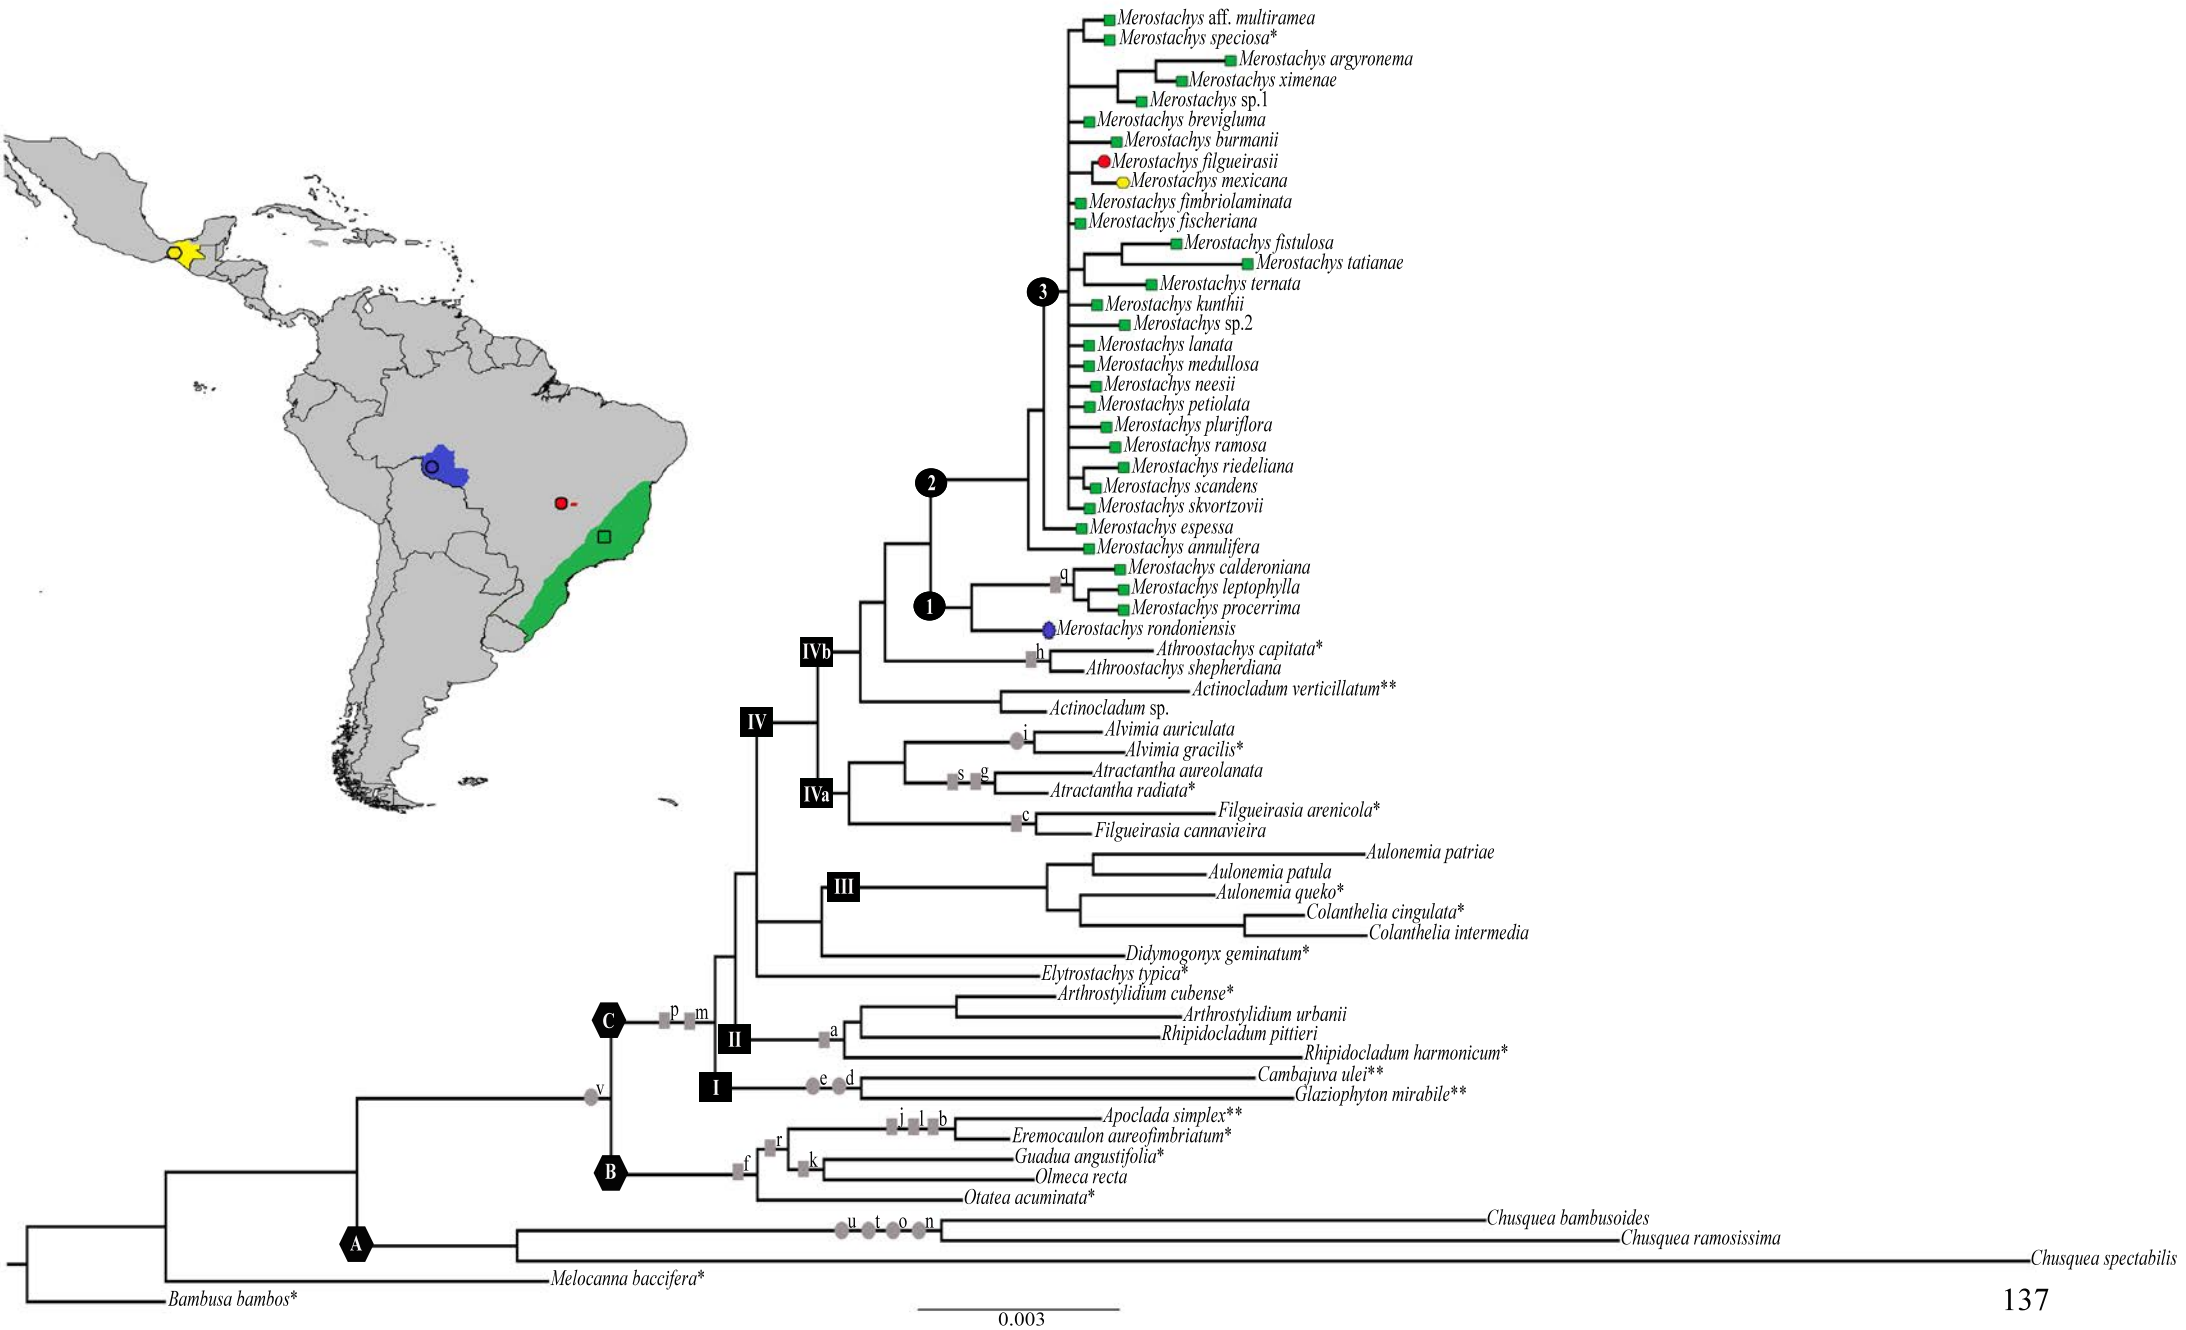 Merostachys aff. multiramea
Merostachys speciosa*
Merostachys argyronema
Merostachys ximenae
Merostachys sp.1
Merostachys brevigluma
Merostachys burmanii
Merostachys filgueirasii
Merostachys mexicana
Merostachys fimbriolaminata
Merostachys fischeriana
Merostachys fistulosa
Merostachys tatianae
Merostachys ternata
3
Merostachys kunthii
Merostachys sp.2
Merostachys lanata
Merostachys medullosa
Merostachys neesii
Merostachys petiolata
Merostachys pluriflora
Merostachys ramosa
Merostachys riedeliana
2
Merostachys scandens
Merostachys skvortzovii
Merostachys espessa
Merostachys annulifera
q
Merostachys calderoniana
Merostachys leptophylla
1
Merostachys procerrima
Merostachys rondoniensis
IVb
h
Athroostachys capitata*
Athroostachys shepherdiana
Actinocladum verticillatum**
Actinocladum sp.
IV
Alvimia auriculata
i
Alvimia gracilis*
Atractantha aureolanata
s g
IVa
Atractantha radiata*
Filgueirasia arenicola*
c
Filgueirasia cannavieira
Aulonemia patriae
Aulonemia patula
III
Aulonemia queko*
Colanthelia cingulata*
Colanthelia intermedia
Didymogonyx geminatum*
Elytrostachys typica*
Arthrostylidium cubense*
C
p m
Arthrostylidium urbanii
II
a
Rhipidocladum pittieri
Rhipidocladum harmonicum*
Cambajuva ulei**
I
e d
v
Glaziophyton mirabile**
Apoclada simplex**
j l b
Eremocaulon aureofimbriatum*
r
Guadua angustifolia*
B
f
k
Olmeca recta
Otatea acuminata*
Chusquea bambusoides
u t o n
Chusquea ramosissima
A
Chusquea spectabilis
Melocanna baccifera*
Bambusa bambos*
137
0.003